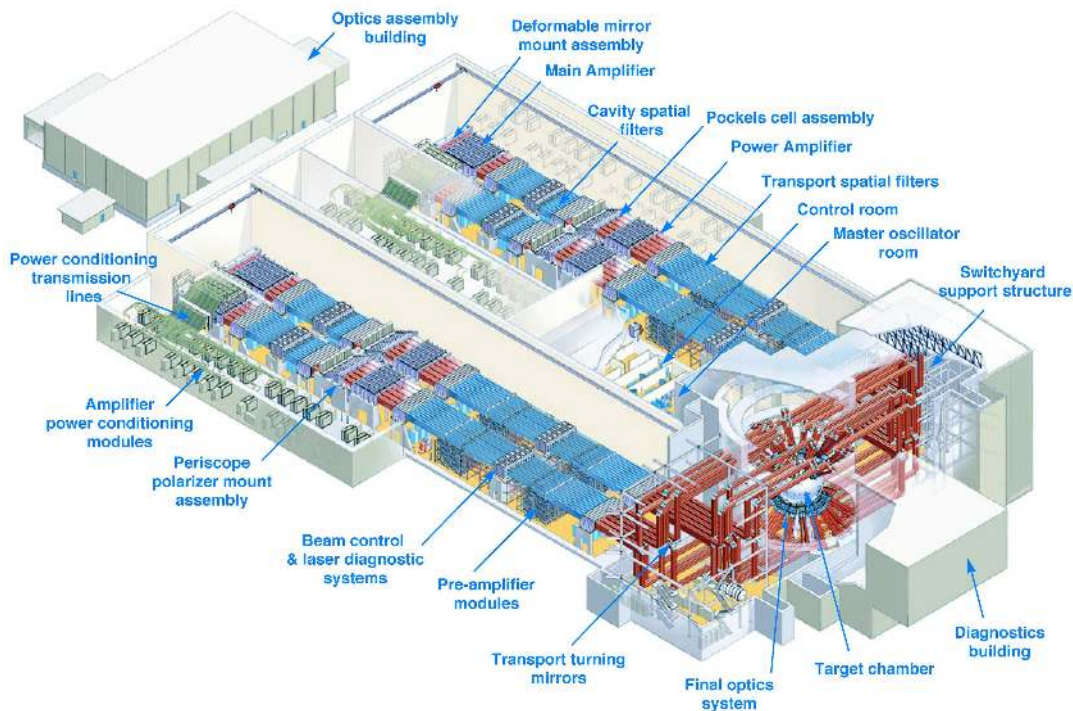 Optics assembly
building
Deformable mirror
mount assembly
Main Amplifier
Cavity spatial
filters
Pockels cell assembly
Power Amplifier
Transport spatial filters
Control room
Master oscillator
room
Switchyard
support structure
Power conditioning
transmission
lines
Amplifier
power conditioning
modules
Periscope
polarizer mount
assembly
Beam control
& laser diagnostic
systems
Pre-amplifier
modules
Transport turning
mirrors
Final optics
system
Target chamber
Diagnostics
building